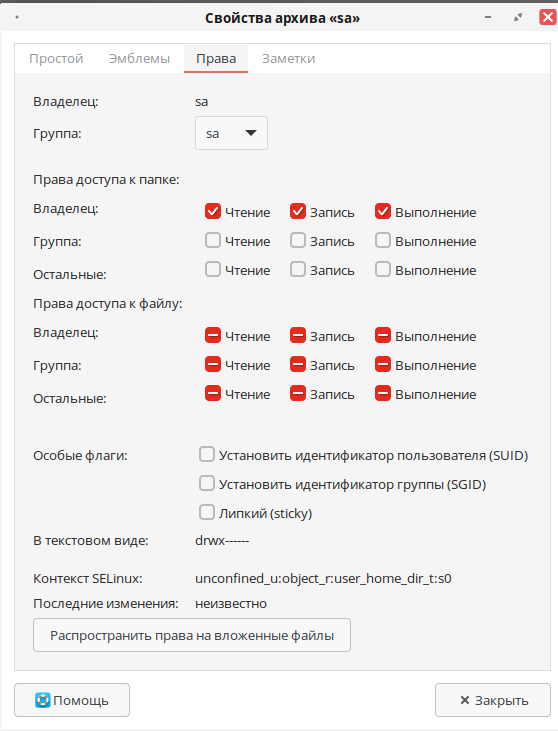 Свойства архива «sa»
Простой Эмблемы Права Заметки
Владелец: sa
Группа: sa
Права доступа к папке:
Владелец: Чтение Запись Выполнение
Группа: Чтение Запись Выполнение
Остальные: Чтение Запись Выполнение
Права доступа к файлу:
Владелец: Чтение Запись Выполнение
Группа: Чтение Запись Выполнение
Остальные: Чтение Запись Выполнение
Особые флаги: Установить идентификатор пользователя (SUID)
Установить идентификатор группы (SGID)
Липкий (sticky)
В текстовом виде: drwx------
Контекст SELinux: unconfined_u:object_r:user_home_dir_t:s0
Последние изменения: неизвестно
Распространить права на вложенные файлы
Помощь Закрыть